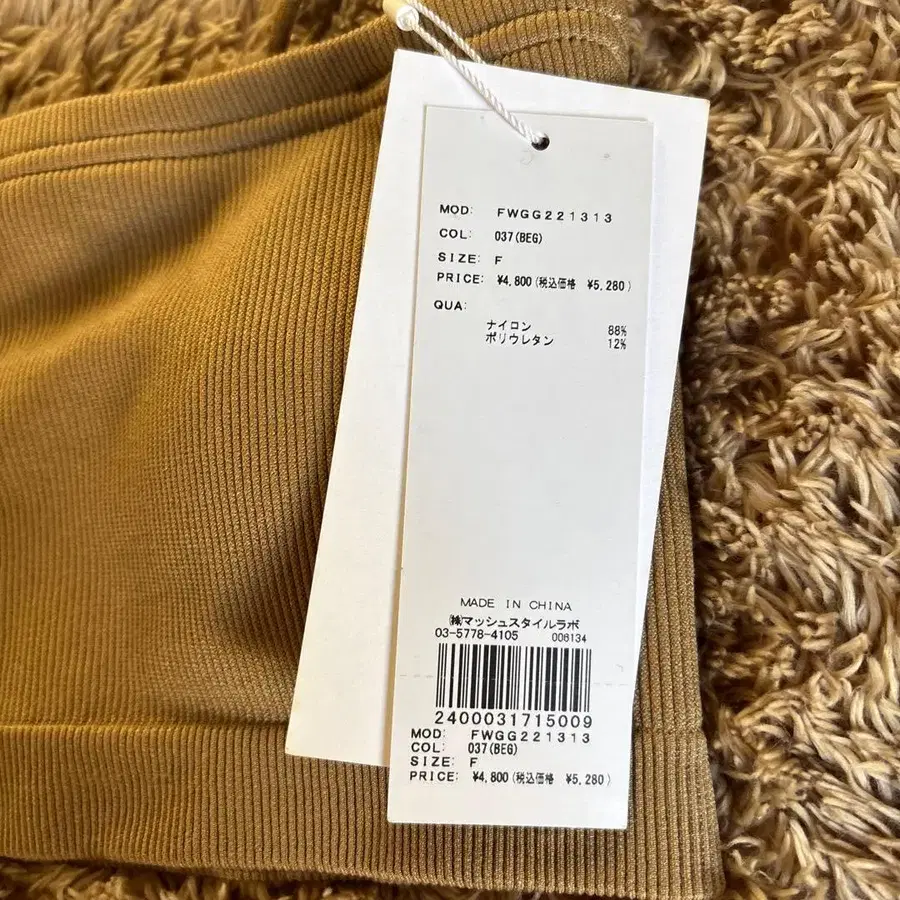 MOD: FWGG221313
COL: 037(BEG)
SIZE: F
PRICE: ¥4,800(税込価格 ¥5,280)
QUA:
ナイロン 88%
ポリウレタン 12%
MADE IN CHINA
㈱マッシュスタイルラボ
03-5778-4105 006134
2400031715009
MOD: FWGG221313
COL: 037(BEG)
SIZE: F
PRICE: ¥4,800(税込価格 ¥5,280)